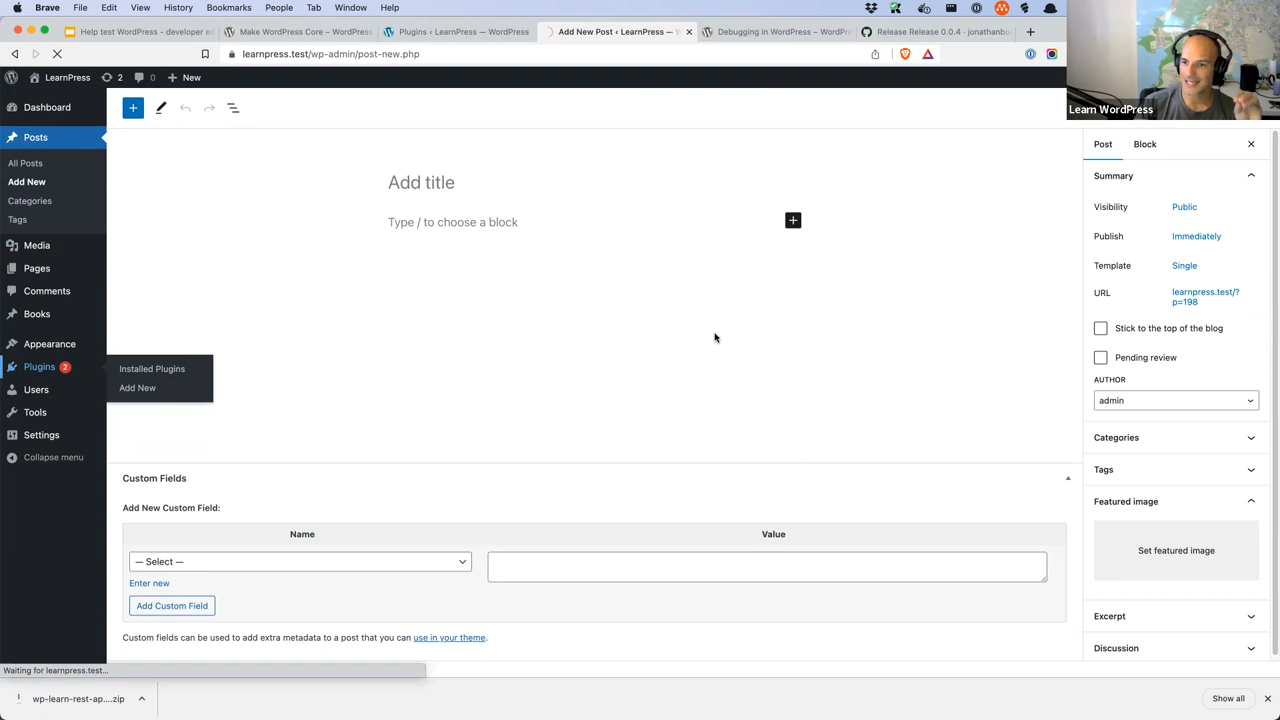 Brave File Edit View History Bookmarks People Tab Window Help
Help test WordPress – developer ed
Make WordPress Core – WordPress
Plugins ‹ LearnPress — WordPress
Add New Post ‹ LearnPress — W
Debugging in WordPress – WordPr
Release Release 0.0.4 · jonathanbo
learnpress.test/wp-admin/post-new.php
LearnPress 2 0 New
Learn WordPress
Dashboard
Posts
All Posts
Add New
Categories
Tags
Media
Pages
Comments
Books
Appearance
Plugins 2
Installed Plugins
Add New
Users
Tools
Settings
Collapse menu
Add title
Type / to choose a block
Custom Fields
Add New Custom Field:
Name Value
— Select —
Enter new
Add Custom Field
Custom fields can be used to add extra metadata to a post that you can use in your theme.
Post Block
Summary
Visibility Public
Publish Immediately
Template Single
URL learnpress.test/?
p=198
Stick to the top of the blog
Pending review
AUTHOR
admin
Categories
Tags
Featured image
Set featured image
Excerpt
Discussion
Waiting for learnpress.test...
wp-learn-rest-ap....zip
Show all